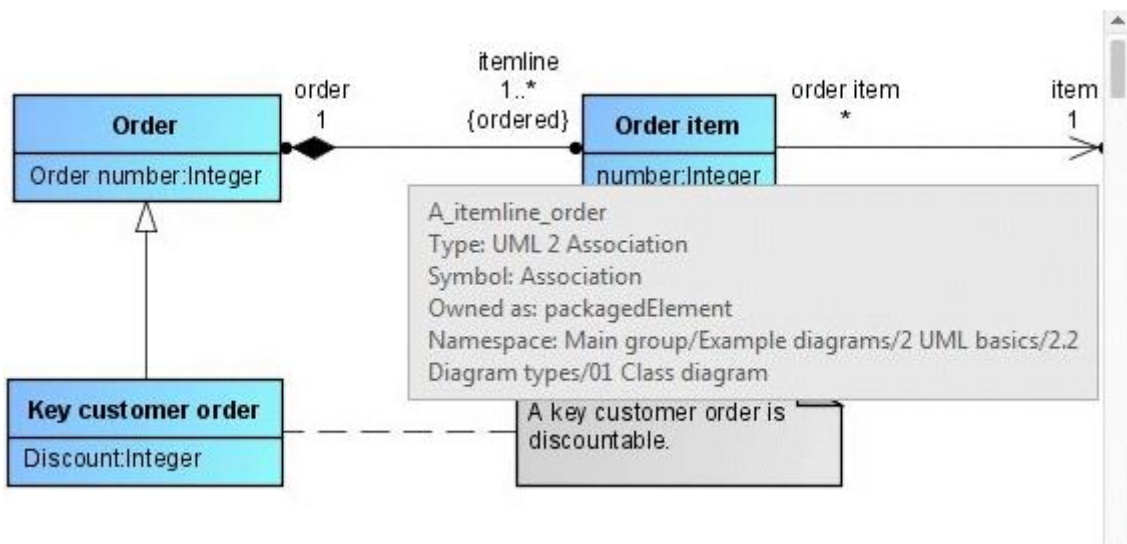 itemline
order
1..*
order item
item
1
{ordered}
*
1
Order
Order item
Order number:Integer
number:Integer
A_itemline_order
Type: UML 2 Association
Symbol: Association
Owned as: packagedElement
Namespace: Main group/Example diagrams/2 UML basics/2.2
Diagram types/01 Class diagram
Key customer order
A key customer order is
discountable.
Discount:Integer